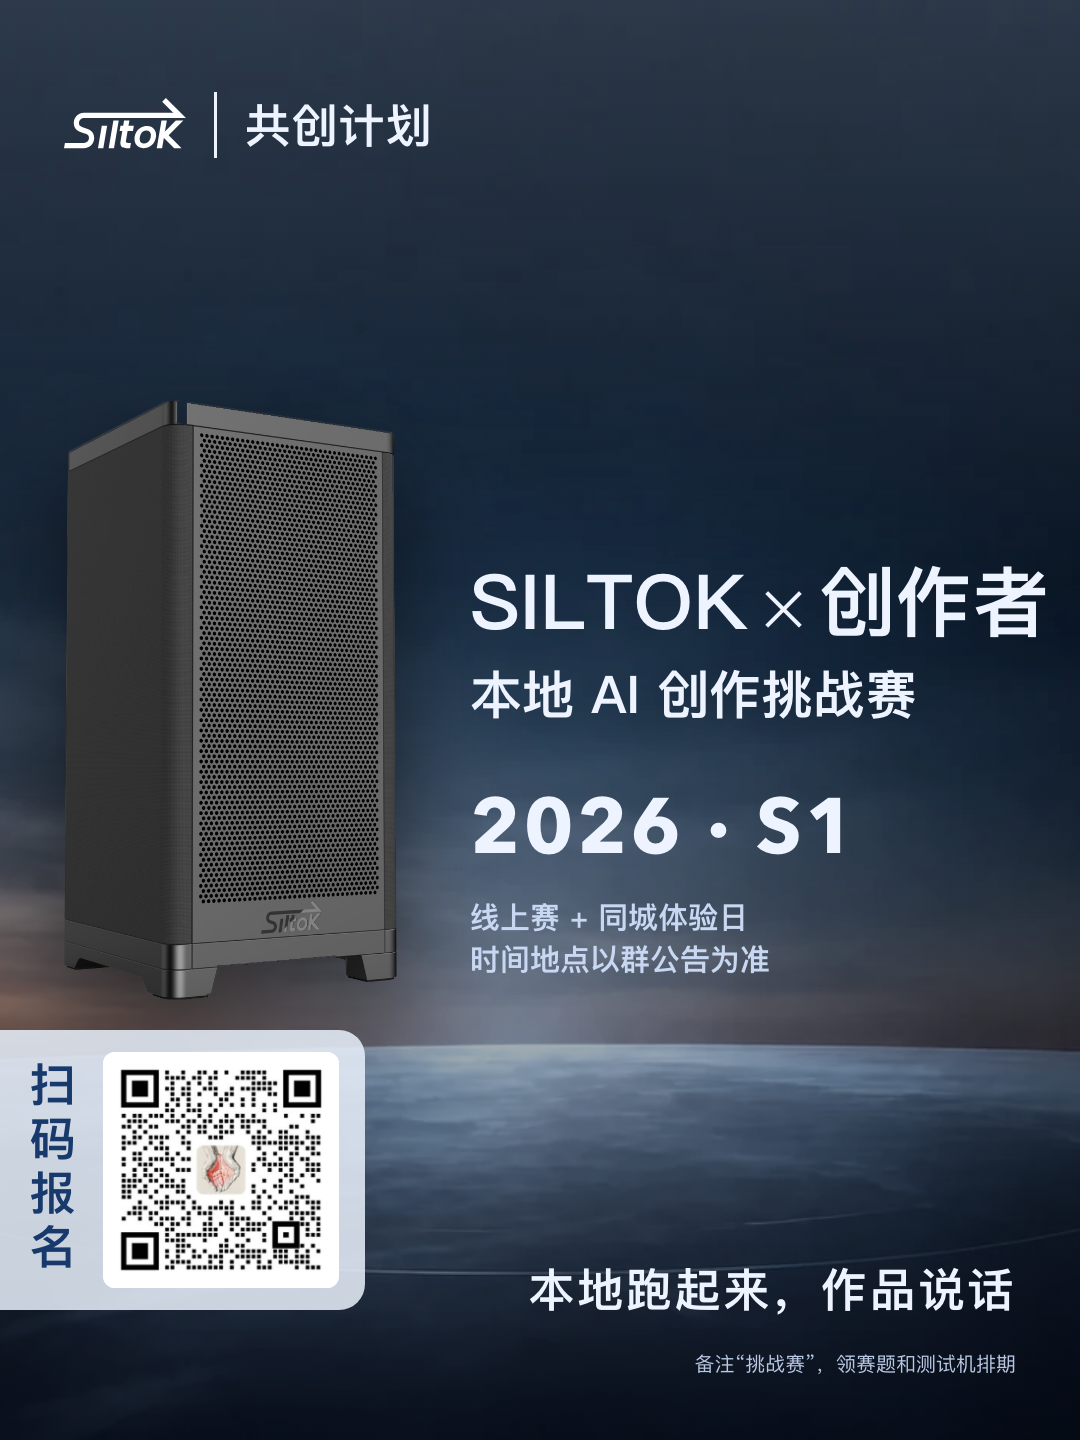 SiltoK 共创计划
SILTOK × 创作者
本地 AI 创作挑战赛
2026 · S1
线上赛 + 同城体验日
时间地点以群公告为准
SiltoK
扫码报名
本地跑起来，作品说话
备注“挑战赛”，领赛题和测试机排期